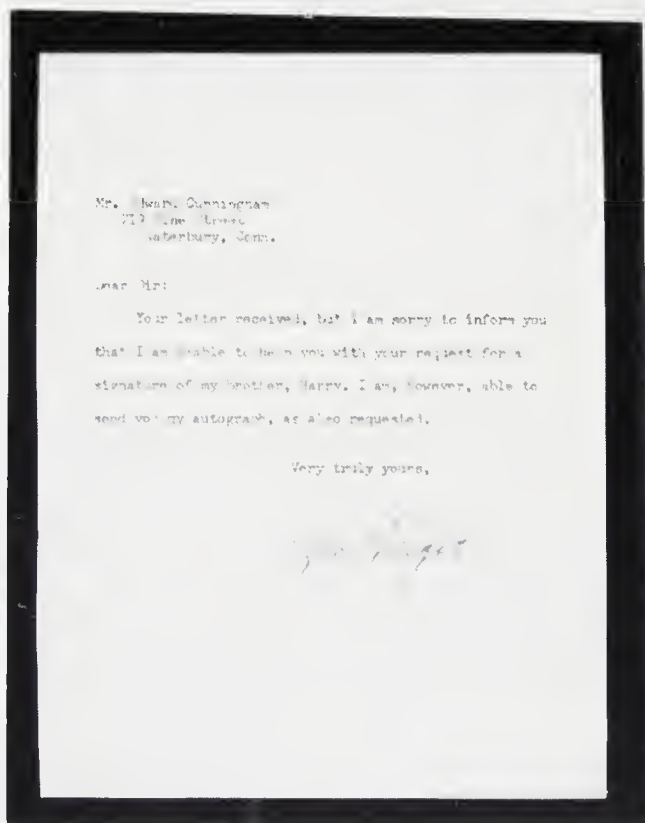 Mr. Cunningham
Street
Waterbury, Conn.
Dear Sir:
Your letter received, but I am sorry to inform you
that I am unable to help you with your request for a
signature of my brother, Harry. I am, however, able to
send you my autograph, as also requested.
Very truly yours,